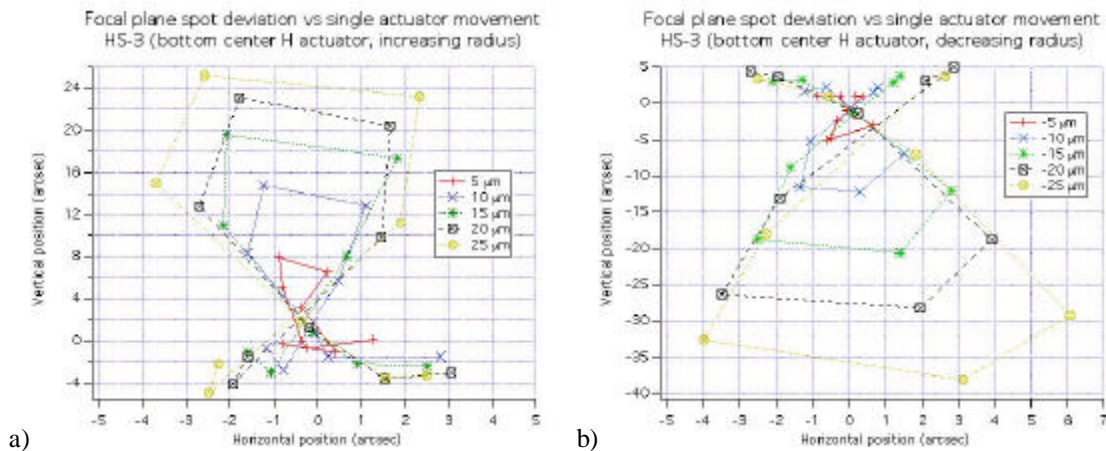 Focal plane spot deviation vs single actuator movement
HS-3 (bottom center H actuator, increasing radius)
24
20
16
12
8
4
0
-4
Vertical position (arcsec)
5 μm
10 μm
15 μm
20 μm
25 μm
-5 -4 -3 -2 -1 0 1 2 3 4 5
Horizontal position (arcsec)
a)
Focal plane spot deviation vs single actuator movement
HS-3 (bottom center H actuator, decreasing radius)
5
0
-5
-10
-15
-20
-25
-30
-35
-40
Vertical position (arcsec)
-5 μm
-10 μm
-15 μm
-20 μm
-25 μm
-5 -4 -3 -2 -1 0 1 2 3 4 5 6 7
Horizontal position (arcsec)
b)